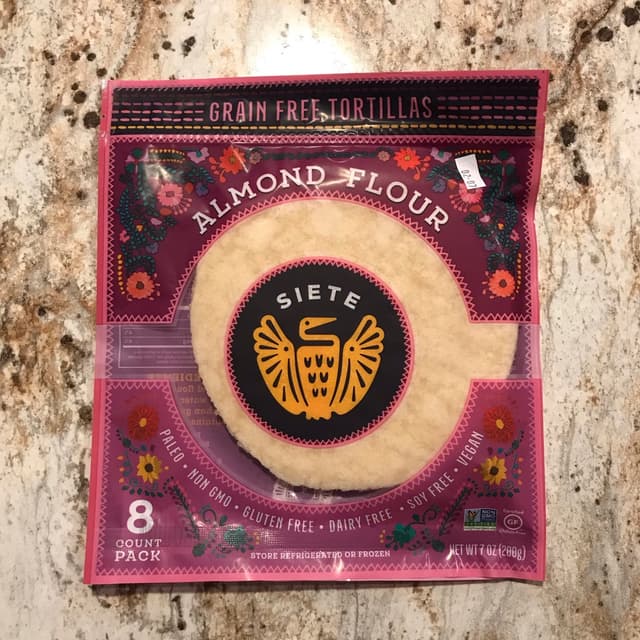 GRAIN FREE TORTILLAS
ALMOND FLOUR
SIETE
PALEO • NON GMO • GLUTEN FREE • DAIRY FREE • SOY FREE • VEGAN
8
COUNT
PACK
STORE REFRIGERATED OR FROZEN
GF
NET WT 7 OZ (200g)